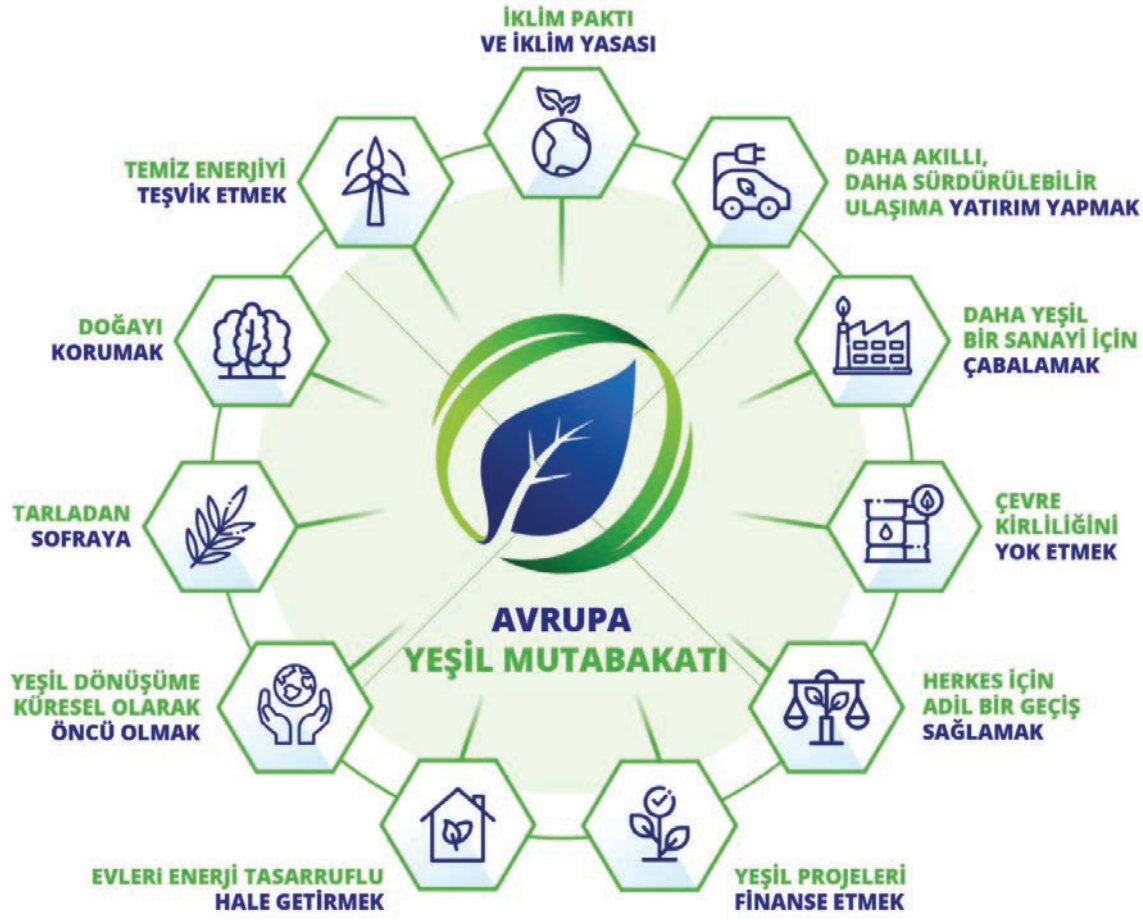 İKLİM PAKTI
VE İKLİM YASASI
DAHA AKILLI,
DAHA SÜRDÜRÜLEBİLİR
ULAŞIMA YATIRIM YAPMAK
DAHA YEŞİL
BİR SANAYİ İÇİN
ÇABALAMAK
ÇEVRE
KİRLİLİĞİNİ
YOK ETMEK
HERKES İÇİN
ADİL BİR GEÇİŞ
SAĞLAMAK
YEŞİL PROJELERİ
FİNANSE ETMEK
EVLERİ ENERJİ TASARRUFLU
HALE GETİRMEK
YEŞİL DÖNÜŞÜME
KÜRESEL OLARAK
ÖNCÜ OLMAK
TARLADAN
SOFRAYA
DOĞAYI
KORUMAK
TEMİZ ENERJİYİ
TEŞVİK ETMEK
AVRUPA
YEŞİL MUTABAKATI